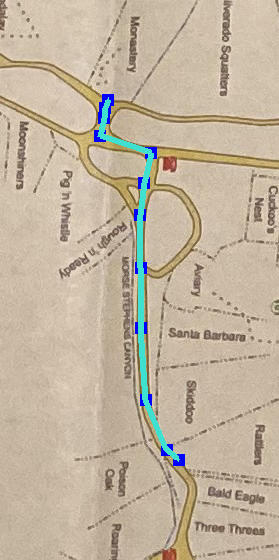 Monastery
Silverado Squatters
Moonshiners
Pig 'n Whistle
Cuckoo's
Nest
Rough 'n Ready
MORSE STEPHENS CANYON
Aviary
Santa Barbara
Skiddoo
Rattlers
Poison
Oak
Bald Eagle
Three Threes